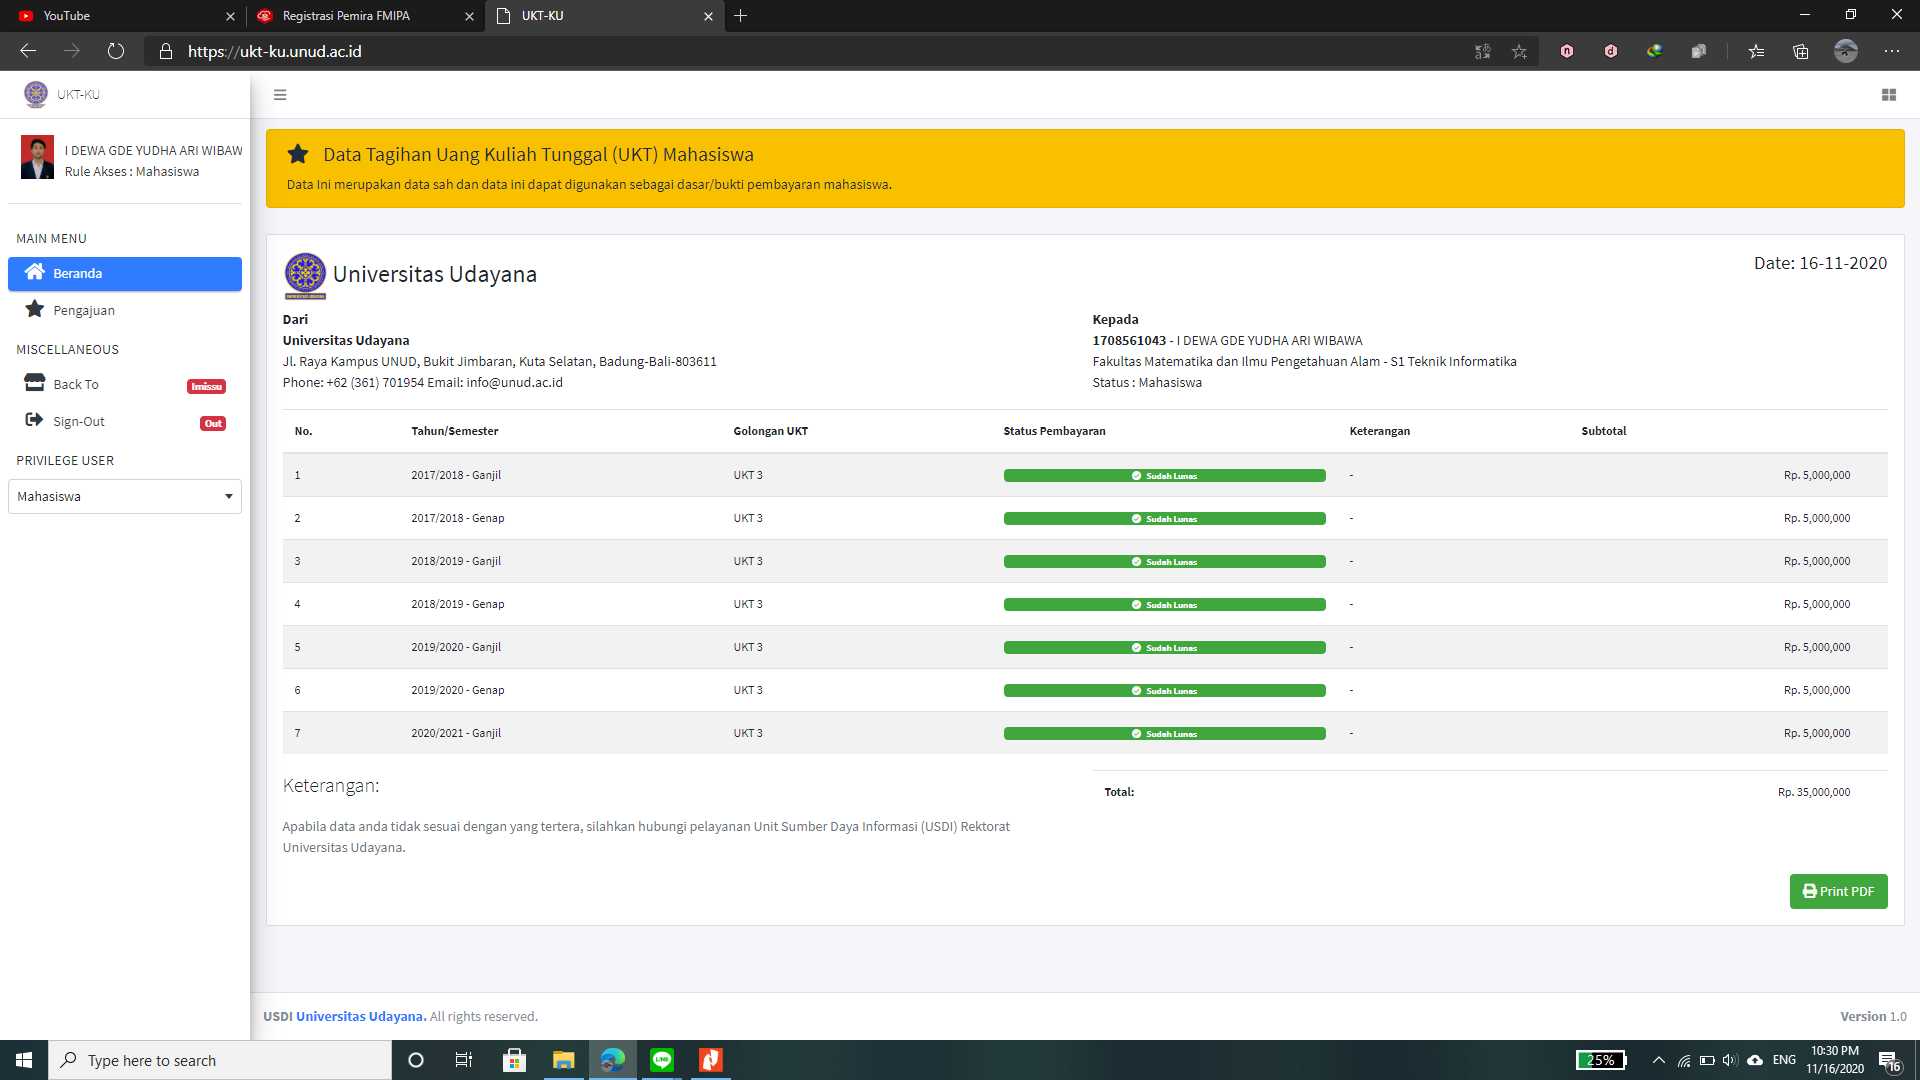 YouTube
Registrasi Pemira FMIPA
UKT-KU
https://ukt-ku.unud.ac.id
UKT-KU
I DEWA GDE YUDHA ARI WIBAW
Rule Akses : Mahasiswa
MAIN MENU
Beranda
Pengajuan
MISCELLANEOUS
Back To Imissu
Sign-Out Out
PRIVILEGE USER
Mahasiswa
Data Tagihan Uang Kuliah Tunggal (UKT) Mahasiswa
Data Ini merupakan data sah dan data ini dapat digunakan sebagai dasar/bukti pembayaran mahasiswa.
Universitas Udayana
Date: 16-11-2020
Dari
Universitas Udayana
Jl. Raya Kampus UNUD, Bukit Jimbaran, Kuta Selatan, Badung-Bali-803611
Phone: +62 (361) 701954 Email: info@unud.ac.id
Kepada
1708561043 - I DEWA GDE YUDHA ARI WIBAWA
Fakultas Matematika dan Ilmu Pengetahuan Alam - S1 Teknik Informatika
Status : Mahasiswa
No. Tahun/Semester Golongan UKT Status Pembayaran Keterangan Subtotal
1 2017/2018 - Ganjil UKT 3 Sudah Lunas - Rp. 5,000,000
2 2017/2018 - Genap UKT 3 Sudah Lunas - Rp. 5,000,000
3 2018/2019 - Ganjil UKT 3 Sudah Lunas - Rp. 5,000,000
4 2018/2019 - Genap UKT 3 Sudah Lunas - Rp. 5,000,000
5 2019/2020 - Ganjil UKT 3 Sudah Lunas - Rp. 5,000,000
6 2019/2020 - Genap UKT 3 Sudah Lunas - Rp. 5,000,000
7 2020/2021 - Ganjil UKT 3 Sudah Lunas - Rp. 5,000,000
Keterangan:
Apabila data anda tidak sesuai dengan yang tertera, silahkan hubungi pelayanan Unit Sumber Daya Informasi (USDI) Rektorat
Universitas Udayana.
Total: Rp. 35,000,000
Print PDF
USDI Universitas Udayana. All rights reserved.
Version 1.0
Type here to search
LINE
25%
ENG
10:30 PM
11/16/2020
16